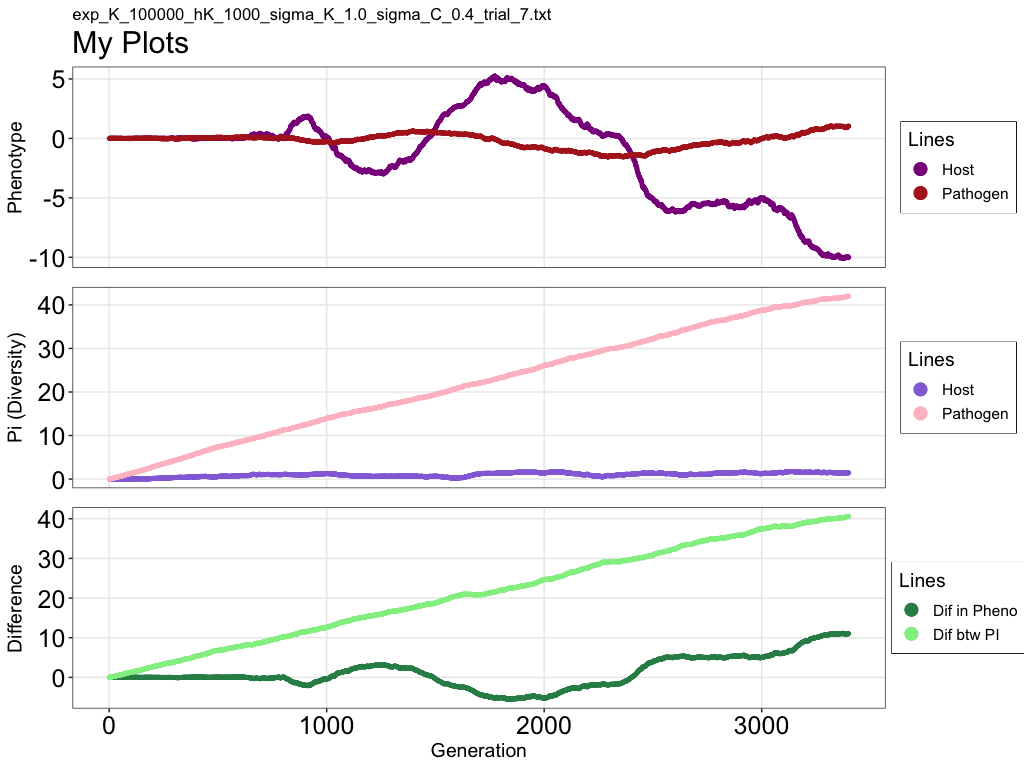 exp_K_100000_hK_1000_sigma_K_1.0_sigma_C_0.4_trial_7.txt
My Plots
Phenotype
5
0
-5
-10
Lines
Host
Pathogen
Pi (Diversity)
40
30
20
10
0
Lines
Host
Pathogen
Difference
40
30
20
10
0
Lines
Dif in Pheno
Dif btw PI
0 1000 2000 3000
Generation